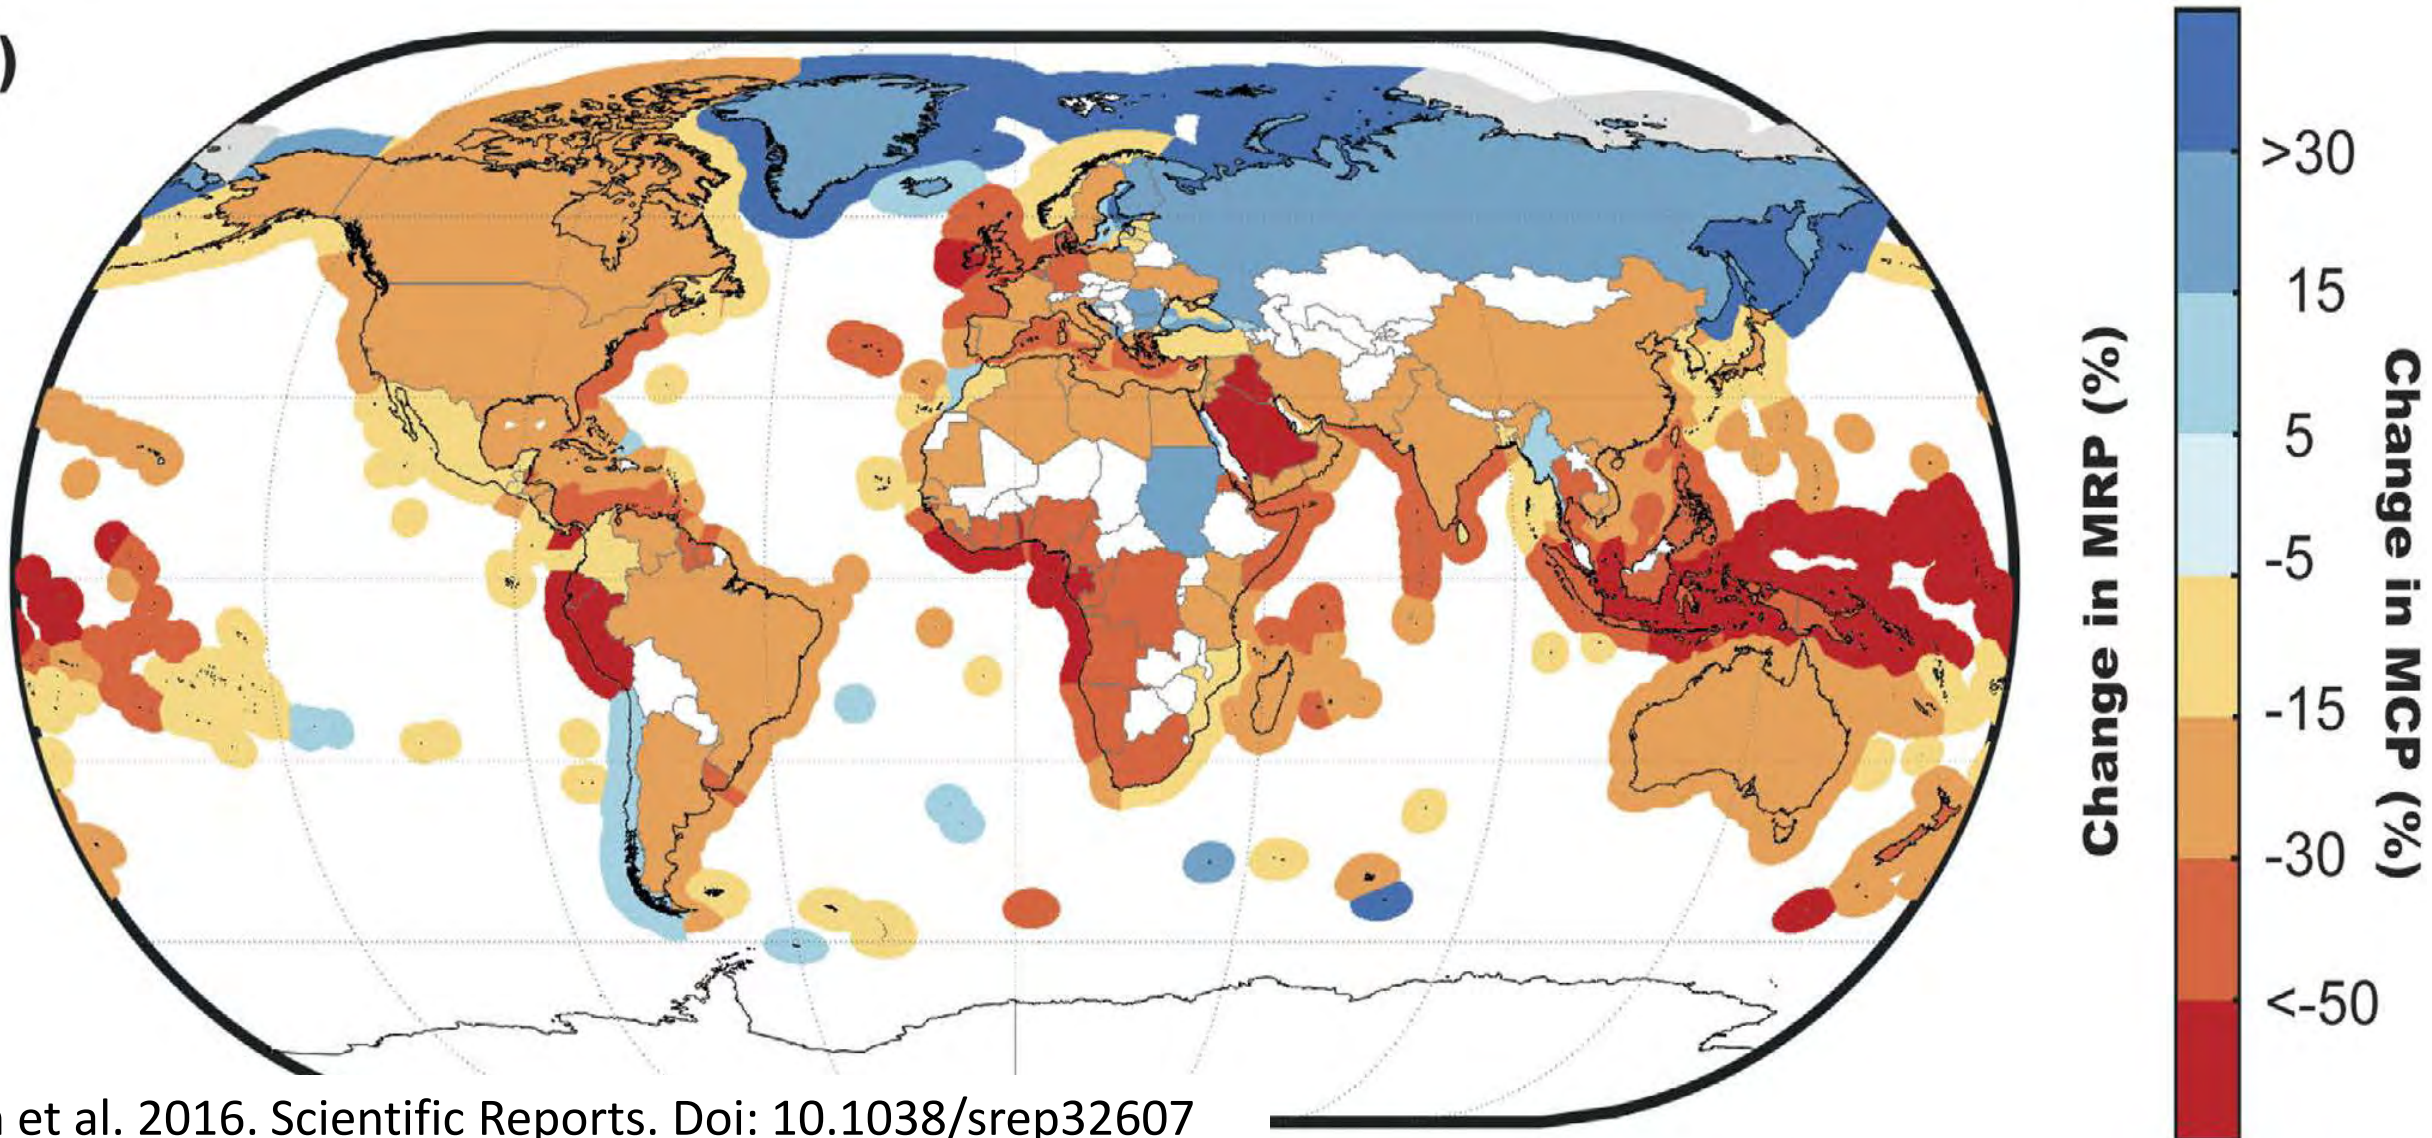 )
>30
15
5
-5
-15
-30
<-50
Change in MRP (%)
Change in MCP (%)
et al. 2016. Scientific Reports. Doi: 10.1038/srep32607